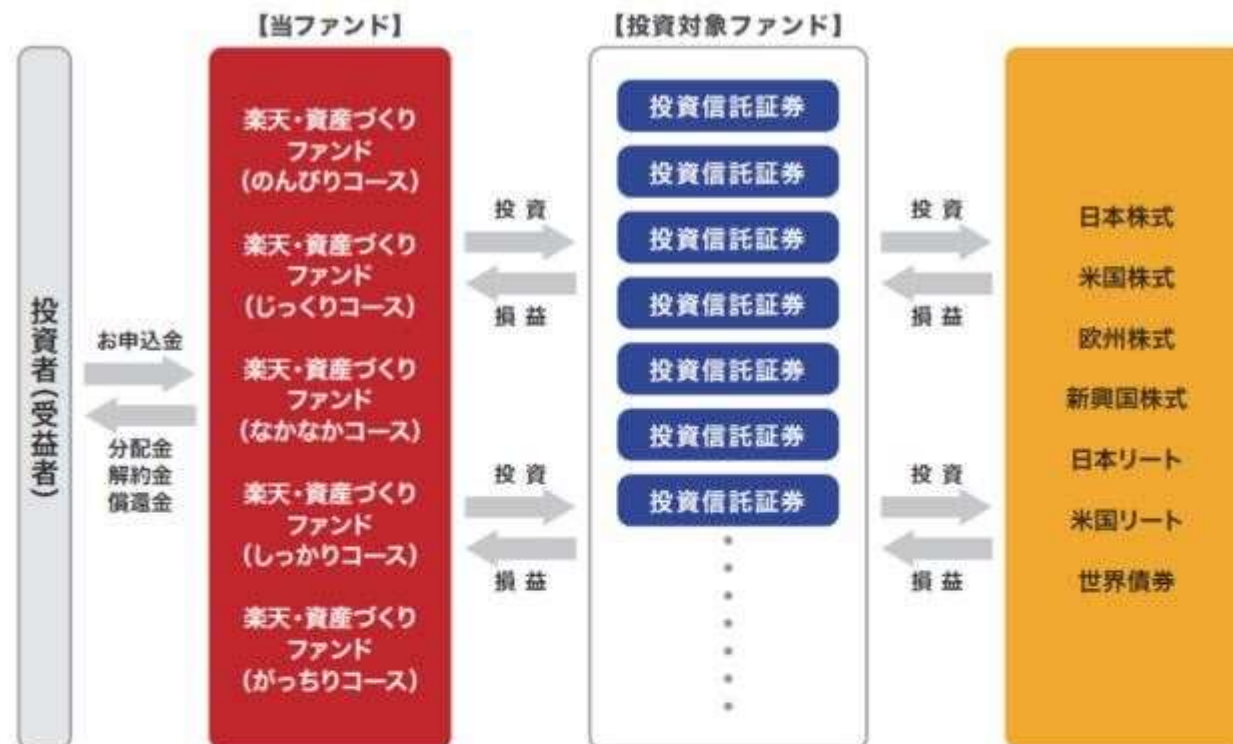 【当ファンド】
【投資対象ファンド】
投資者(受益者)
お申込金
分配金
解約金
償還金
楽天・資産づくり
ファンド
(のんびりコース)
楽天・資産づくり
ファンド
(じっくりコース)
楽天・資産づくり
ファンド
(なかなかコース)
楽天・資産づくり
ファンド
(しっかりコース)
楽天・資産づくり
ファンド
(がっちりコース)
投資
損益
投資
損益
投資信託証券
投資信託証券
投資信託証券
投資信託証券
投資信託証券
投資信託証券
投資信託証券
投資
損益
投資
損益
日本株式
米国株式
欧州株式
新興国株式
日本リート
米国リート
世界債券